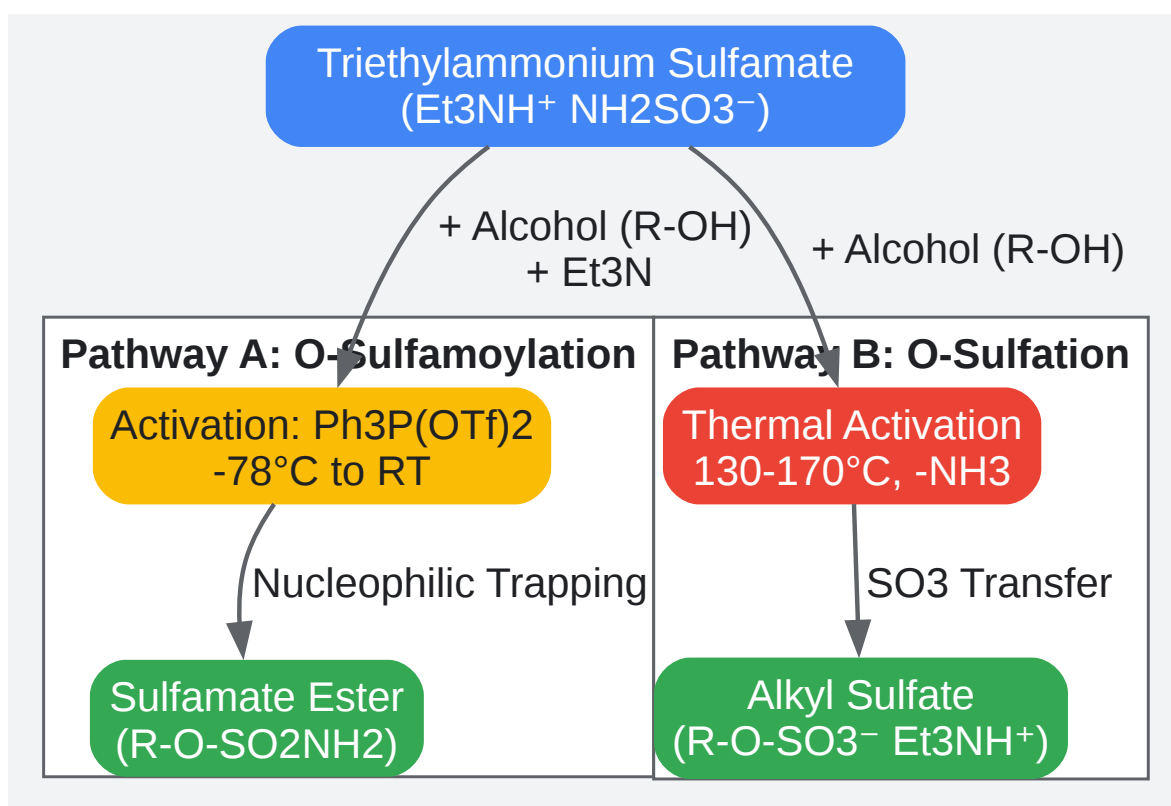 Triethylammonium Sulfamate
(Et3NH⁺ NH2SO3⁻)
+ Alcohol (R-OH)
+ Et3N
+ Alcohol (R-OH)
Pathway A: O-Sulfamoylation
Activation: Ph3P(OTf)2
-78°C to RT
Nucleophilic Trapping
Sulfamate Ester
(R-O-SO2NH2)
Pathway B: O-Sulfation
Thermal Activation
130-170°C, -NH3
SO3 Transfer
Alkyl Sulfate
(R-O-SO3⁻ Et3NH⁺)